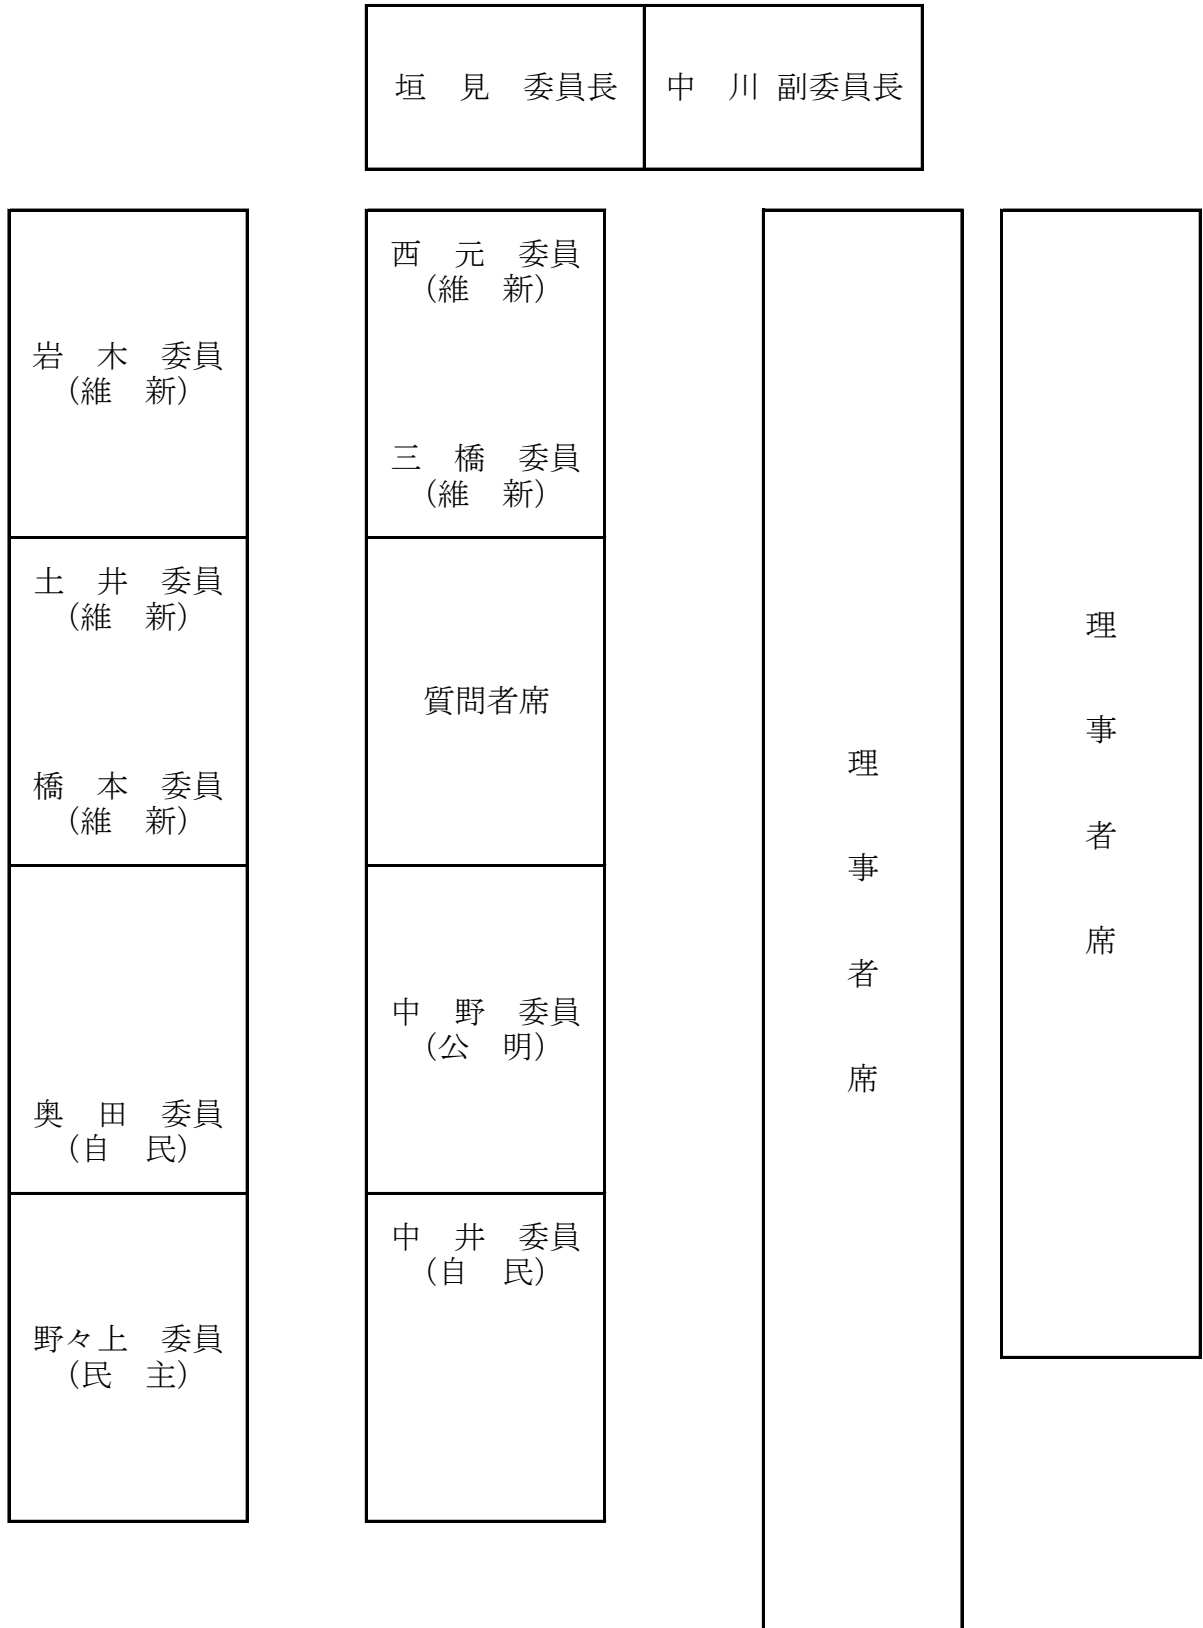 垣　見　委員長
中　川 副委員長
岩　木　委員
（維　新）
土　井　委員
（維　新）
橋　本　委員
（維　新）
奥　田　委員
（自　民）
野々上　委員
（民　主）
西　元　委員
（維　新）
三　橋　委員
（維　新）
質問者席
中　野　委員
（公　明）
中　井　委員
（自　民）
理事者席
理事者席